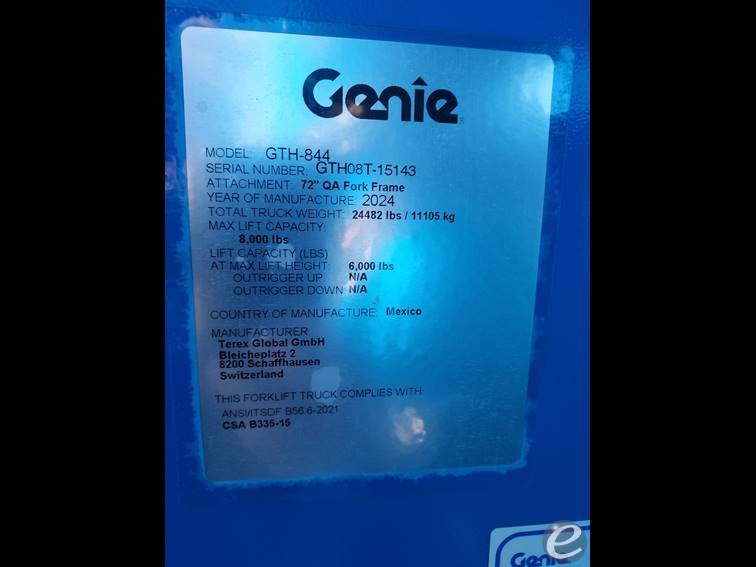 Genie
MODEL: GTH-844
SERIAL NUMBER: GTH08T-15143
ATTACHMENT: 72" QA Fork Frame
YEAR OF MANUFACTURE: 2024
TOTAL TRUCK WEIGHT: 24482 lbs / 11105 kg
MAX LIFT CAPACITY:
8,000 lbs
LIFT CAPACITY (LBS)
AT MAX LIFT HEIGHT: 6,000 lbs
OUTRIGGER UP: N/A
OUTRIGGER DOWN: N/A
COUNTRY OF MANUFACTURE: Mexico
MANUFACTURER:
Terex Global GmbH
Bleicheplatz 2
8200 Schaffhausen
Switzerland
THIS FORKLIFT TRUCK COMPLIES WITH:
ANSI/ITSDF B56.6-2021
CSA B335-15
Genie
e